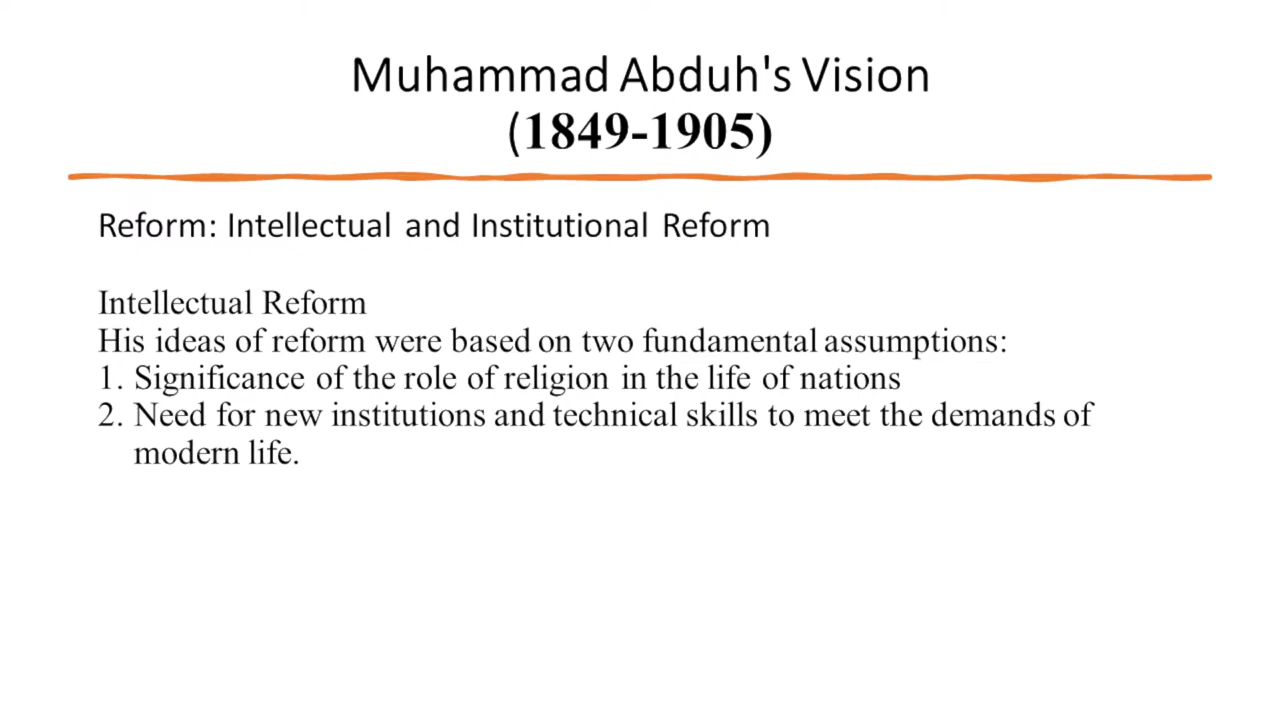 Muhammad Abduh's Vision
(1849-1905)
Reform: Intellectual and Institutional Reform
Intellectual Reform
His ideas of reform were based on two fundamental assumptions:
1. Significance of the role of religion in the life of nations
2. Need for new institutions and technical skills to meet the demands of
modern life.